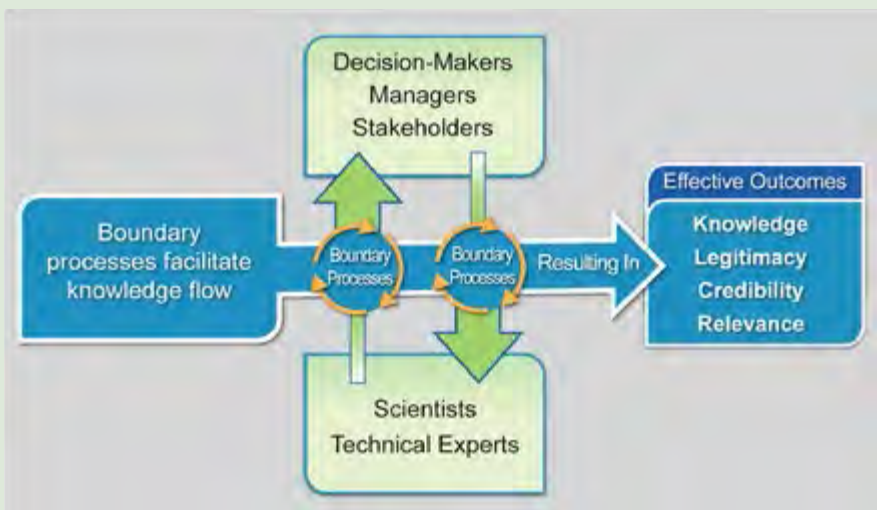 Decision-Makers
Managers
Stakeholders
Boundary
processes facilitate
knowledge flow
Boundary
Processes
Boundary
Processes
Resulting In
Effective Outcomes
Knowledge
Legitimacy
Credibility
Relevance
Scientists
Technical Experts